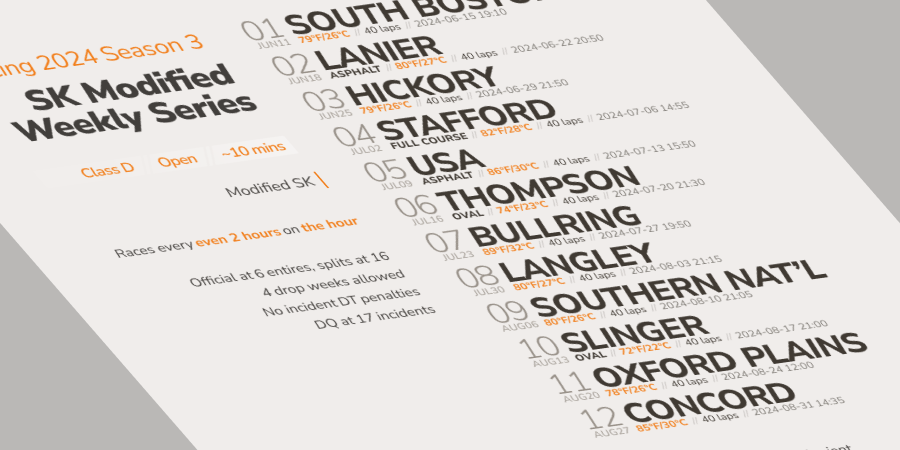 ing 2024 Season 3
SK Modified
Weekly Series
Class D Open ~10 mins
Modified SK
Races every even 2 hours on the hour
Official at 6 entires, splits at 16
4 drop weeks allowed
No incident DT penalties
DQ at 17 incidents
01 SOUTH BOSTO
JUN11 79°F/26°C // 40 laps // 2024-06-15 19:10
02 LANIER
JUN18 ASPHALT // 80°F/27°C // 40 laps // 2024-06-22 20:50
03 HICKORY
JUN25 79°F/26°C // 40 laps // 2024-06-29 21:50
04 STAFFORD
JUL02 FULL COURSE // 82°F/28°C // 40 laps // 2024-07-06 14:55
05 USA
JUL09 ASPHALT // 86°F/30°C // 40 laps // 2024-07-13 15:50
06 THOMPSON
JUL16 OVAL // 74°F/23°C // 40 laps // 2024-07-20 21:30
07 BULLRING
JUL23 89°F/32°C // 40 laps // 2024-07-27 19:50
08 LANGLEY
JUL30 80°F/27°C // 40 laps // 2024-08-03 21:15
09 SOUTHERN NAT'L
AUG06 80°F/26°C // 40 laps // 2024-08-10 21:05
10 SLINGER
AUG13 OVAL // 72°F/22°C // 40 laps // 2024-08-17 21:00
11 OXFORD PLAINS
AUG20 78°F/26°C // 40 laps // 2024-08-24 12:00
12 CONCORD
AUG27 85°F/30°C // 40 laps // 2024-08-31 14:35